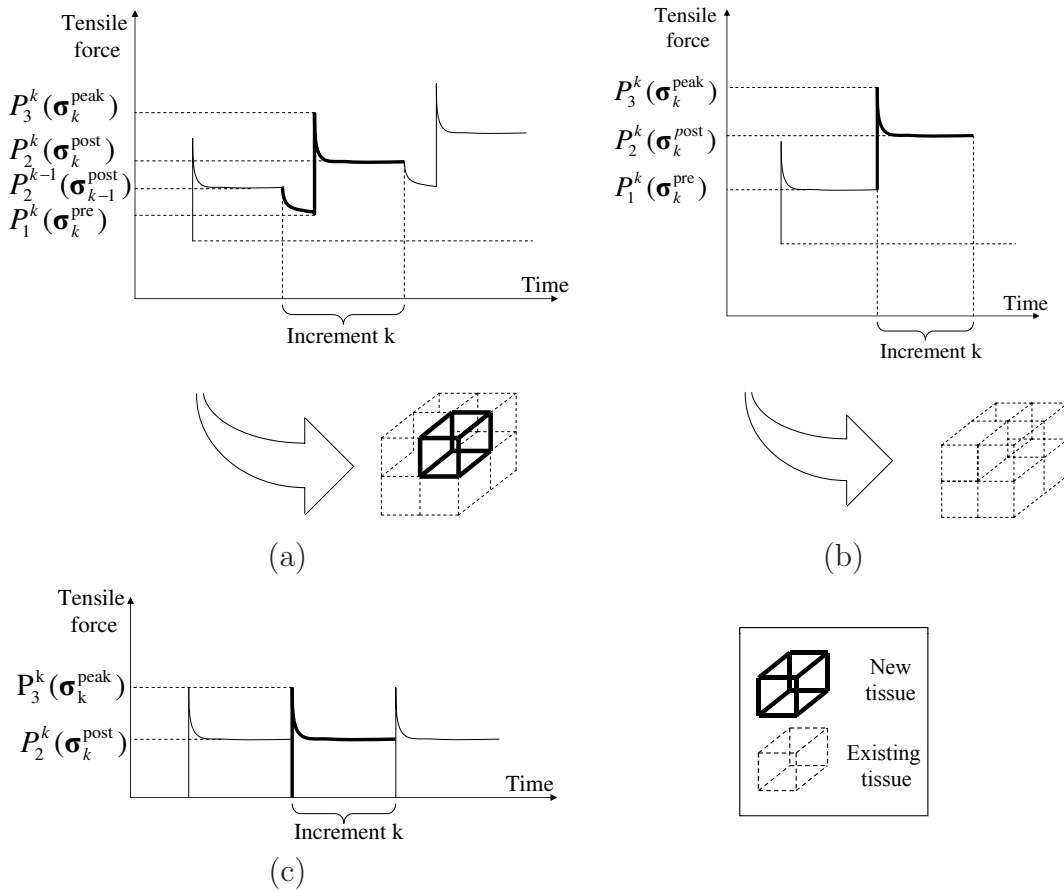 Tensile
force
P_3^k(σ_k^peak)
P_2^k(σ_k^post)
P_2^{k-1}(σ_{k-1}^post)
P_1^k(σ_k^pre)
Time
Increment k
(a)
Tensile
force
P_3^k(σ_k^peak)
P_2^k(σ_k^post)
P_1^k(σ_k^pre)
Time
Increment k
(b)
Tensile
force
P_3^k(σ_k^peak)
P_2^k(σ_k^post)
Time
Increment k
(c)
New
tissue
Existing
tissue